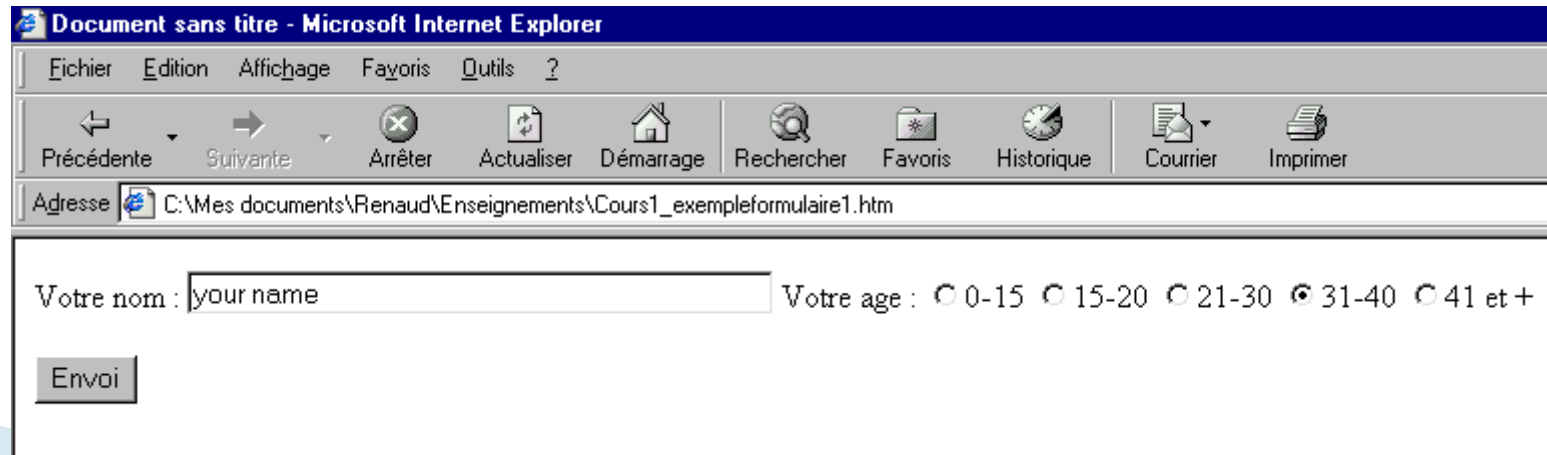 Document sans titre - Microsoft Internet Explorer
Fichier Edition Affichage Favoris Outils ?
Précédente Suivante Arrêter Actualiser Démarrage Rechercher Favoris Historique Courrier Imprimer
Adresse C:\Mes documents\Renaud\Enseignements\Cours1_exempleformulaire1.htm
Votre nom : your name Votre age : 0-15 15-20 21-30 31-40 41 et +
Envoi